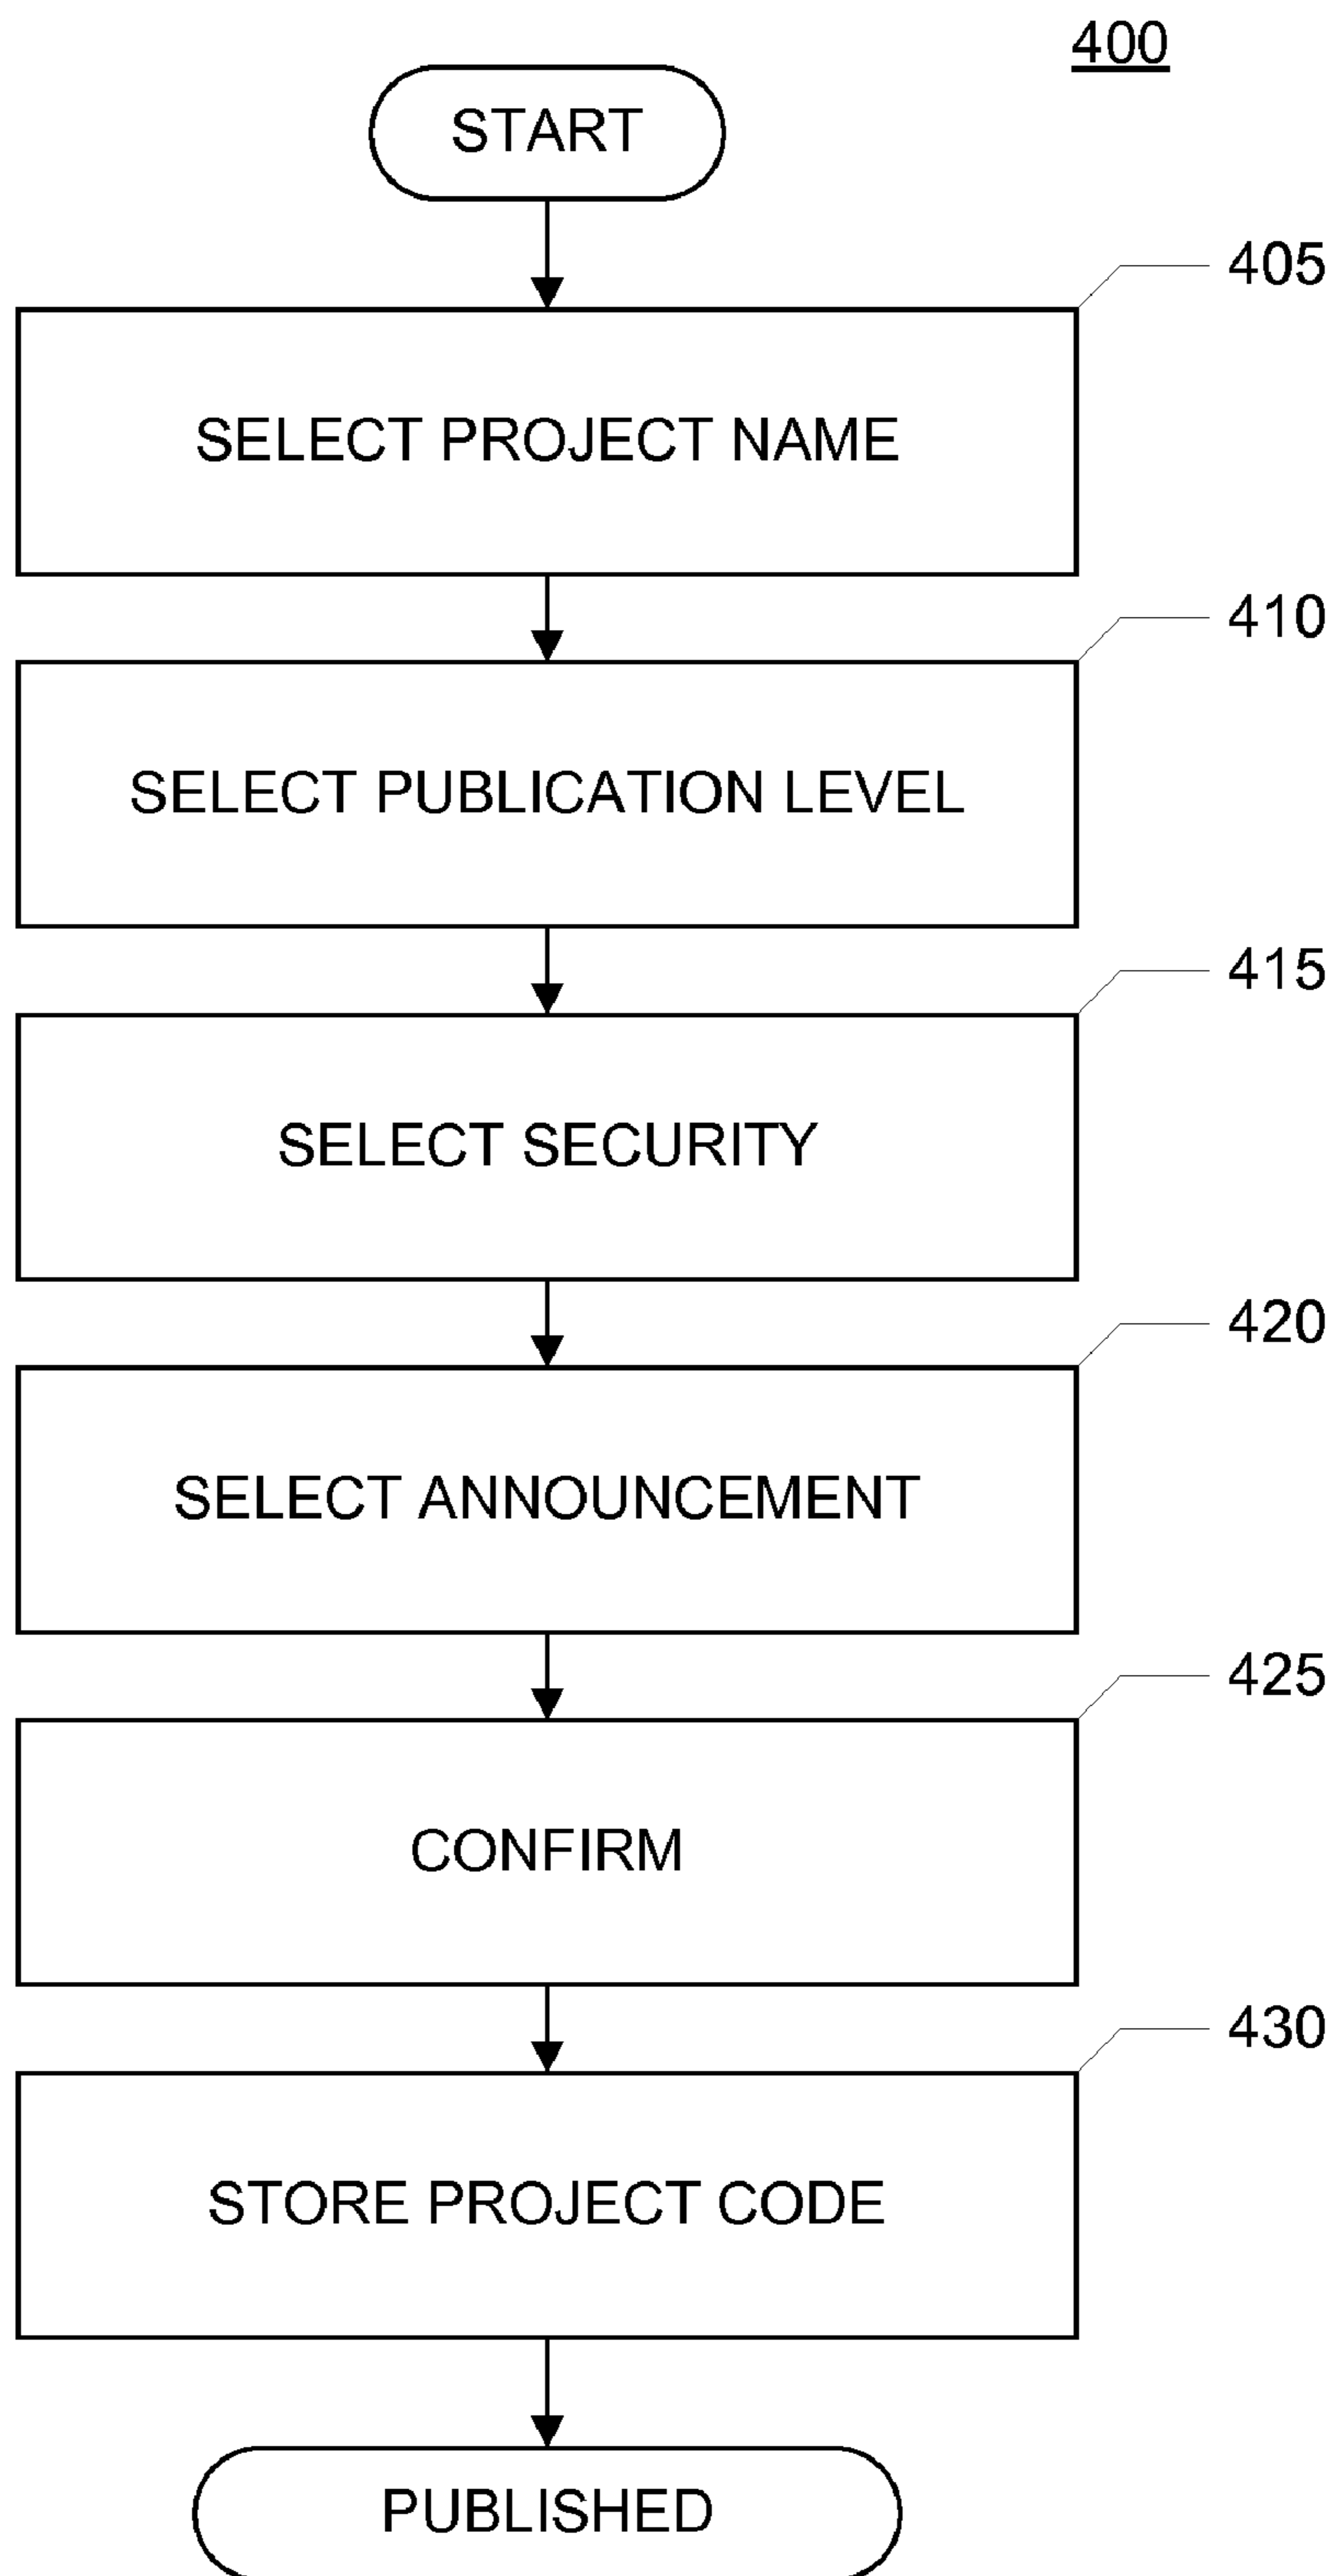 400
START
405
SELECT PROJECT NAME
410
SELECT PUBLICATION LEVEL
415
SELECT SECURITY
420
SELECT ANNOUNCEMENT
425
CONFIRM
430
STORE PROJECT CODE
PUBLISHED